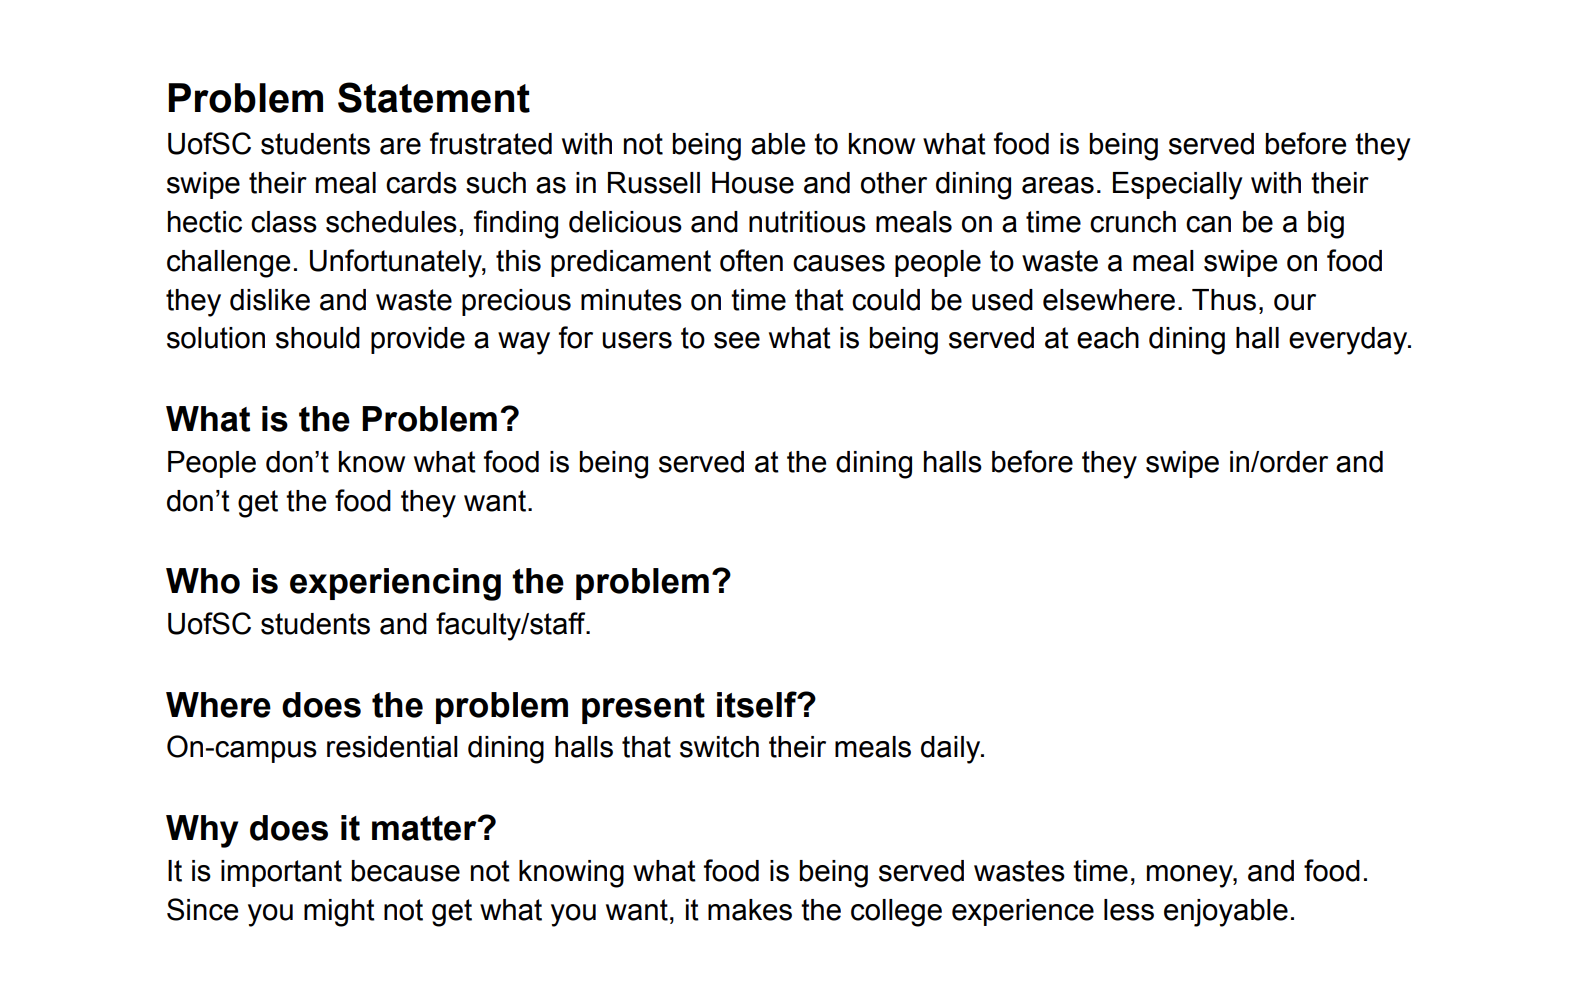 Problem Statement
UofSC students are frustrated with not being able to know what food is being served before they
swipe their meal cards such as in Russell House and other dining areas. Especially with their
hectic class schedules, finding delicious and nutritious meals on a time crunch can be a big
challenge. Unfortunately, this predicament often causes people to waste a meal swipe on food
they dislike and waste precious minutes on time that could be used elsewhere. Thus, our
solution should provide a way for users to see what is being served at each dining hall everyday.
What is the Problem?
People don’t know what food is being served at the dining halls before they swipe in/order and
don’t get the food they want.
Who is experiencing the problem?
UofSC students and faculty/staff.
Where does the problem present itself?
On-campus residential dining halls that switch their meals daily.
Why does it matter?
It is important because not knowing what food is being served wastes time, money, and food.
Since you might not get what you want, it makes the college experience less enjoyable.